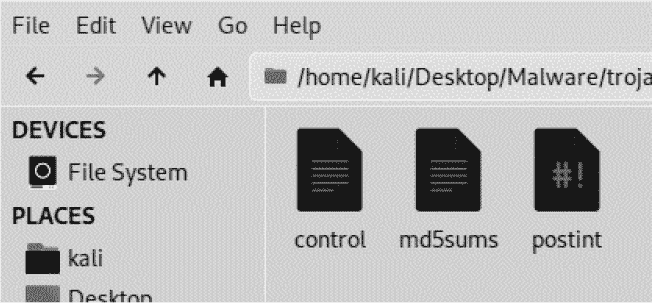 File Edit View Go Help
/home/kali/Desktop/Malware/troja
DEVICES
File System
PLACES
kali
Desktop
control md5sums postint
#!